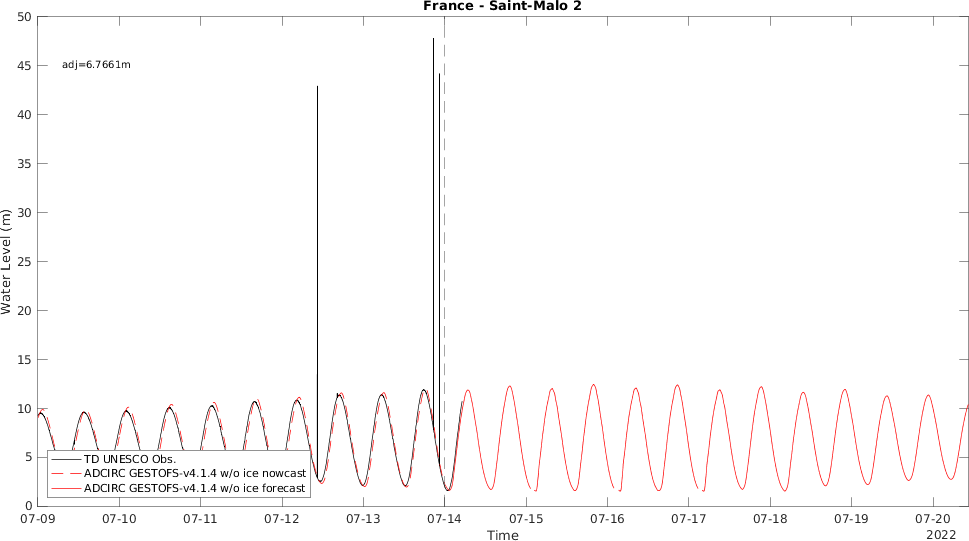 France - Saint-Malo 2
50
45
40
35
30
25
20
15
10
5
0
adj=6.7661m
Water Level (m)
TD UNESCO Obs.
ADCIRC GESTOFS-v4.1.4 w/o ice nowcast
ADCIRC GESTOFS-v4.1.4 w/o ice forecast
07-09 07-10 07-11 07-12 07-13 07-14 07-15 07-16 07-17 07-18 07-19 07-20
Time
2022